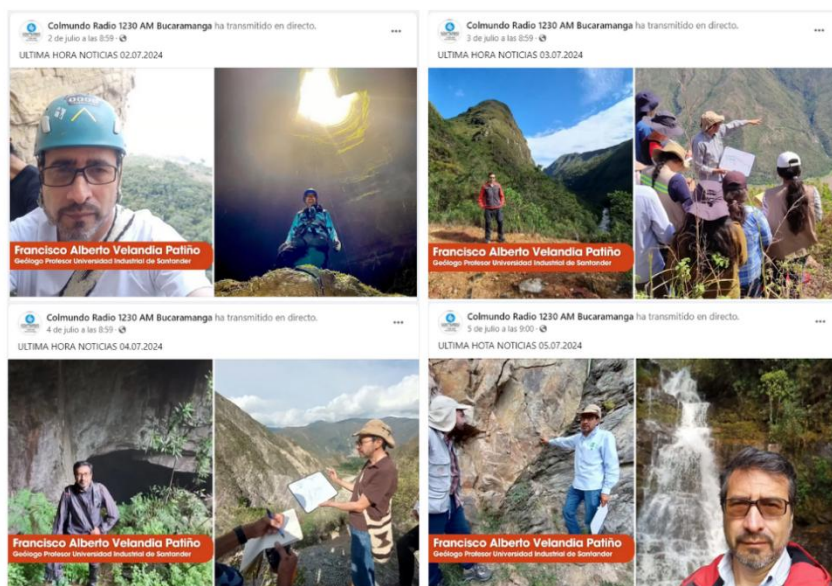 Colmundo Radio 1230 AM Bucaramanga ha transmitido en directo.
2 de julio a las 8:59 ·
ULTIMA HORA NOTICIAS 02.07.2024
Francisco Alberto Velandia Patiño
Geólogo Profesor Universidad Industrial de Santander
Colmundo Radio 1230 AM Bucaramanga ha transmitido en directo.
3 de julio a las 8:59 ·
ULTIMA HORA NOTICIAS 03.07.2024
Francisco Alberto Velandia Patiño
Geólogo Profesor Universidad Industrial de Santander
Colmundo Radio 1230 AM Bucaramanga ha transmitido en directo.
4 de julio a las 8:59 ·
ULTIMA HORA NOTICIAS 04.07.2024
Francisco Alberto Velandia Patiño
Geólogo Profesor Universidad Industrial de Santander
Colmundo Radio 1230 AM Bucaramanga ha transmitido en directo.
5 de julio a las 9:00 ·
ULTIMA HOTA NOTICIAS 05.07.2024
Francisco Alberto Velandia Patiño
Geólogo Profesor Universidad Industrial de Santander